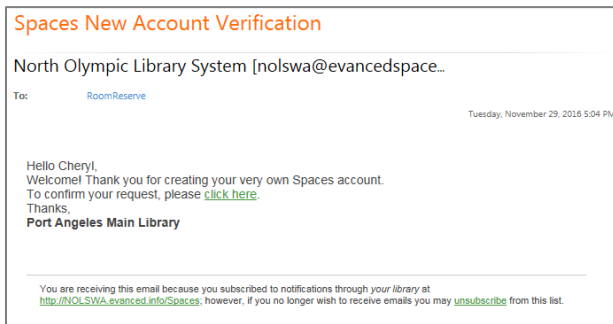 Spaces New Account Verification
North Olympic Library System [nolswa@evancedspace...
To: RoomReserve
Tuesday, November 29, 2016 5:04 PM
Hello Cheryl,
Welcome! Thank you for creating your very own Spaces account.
To confirm your request, please click here.
Thanks,
Port Angeles Main Library
You are receiving this email because you subscribed to notifications through your library at
http://NOLSWA.evanced.info/Spaces; however, if you no longer wish to receive emails you may unsubscribe from this list.